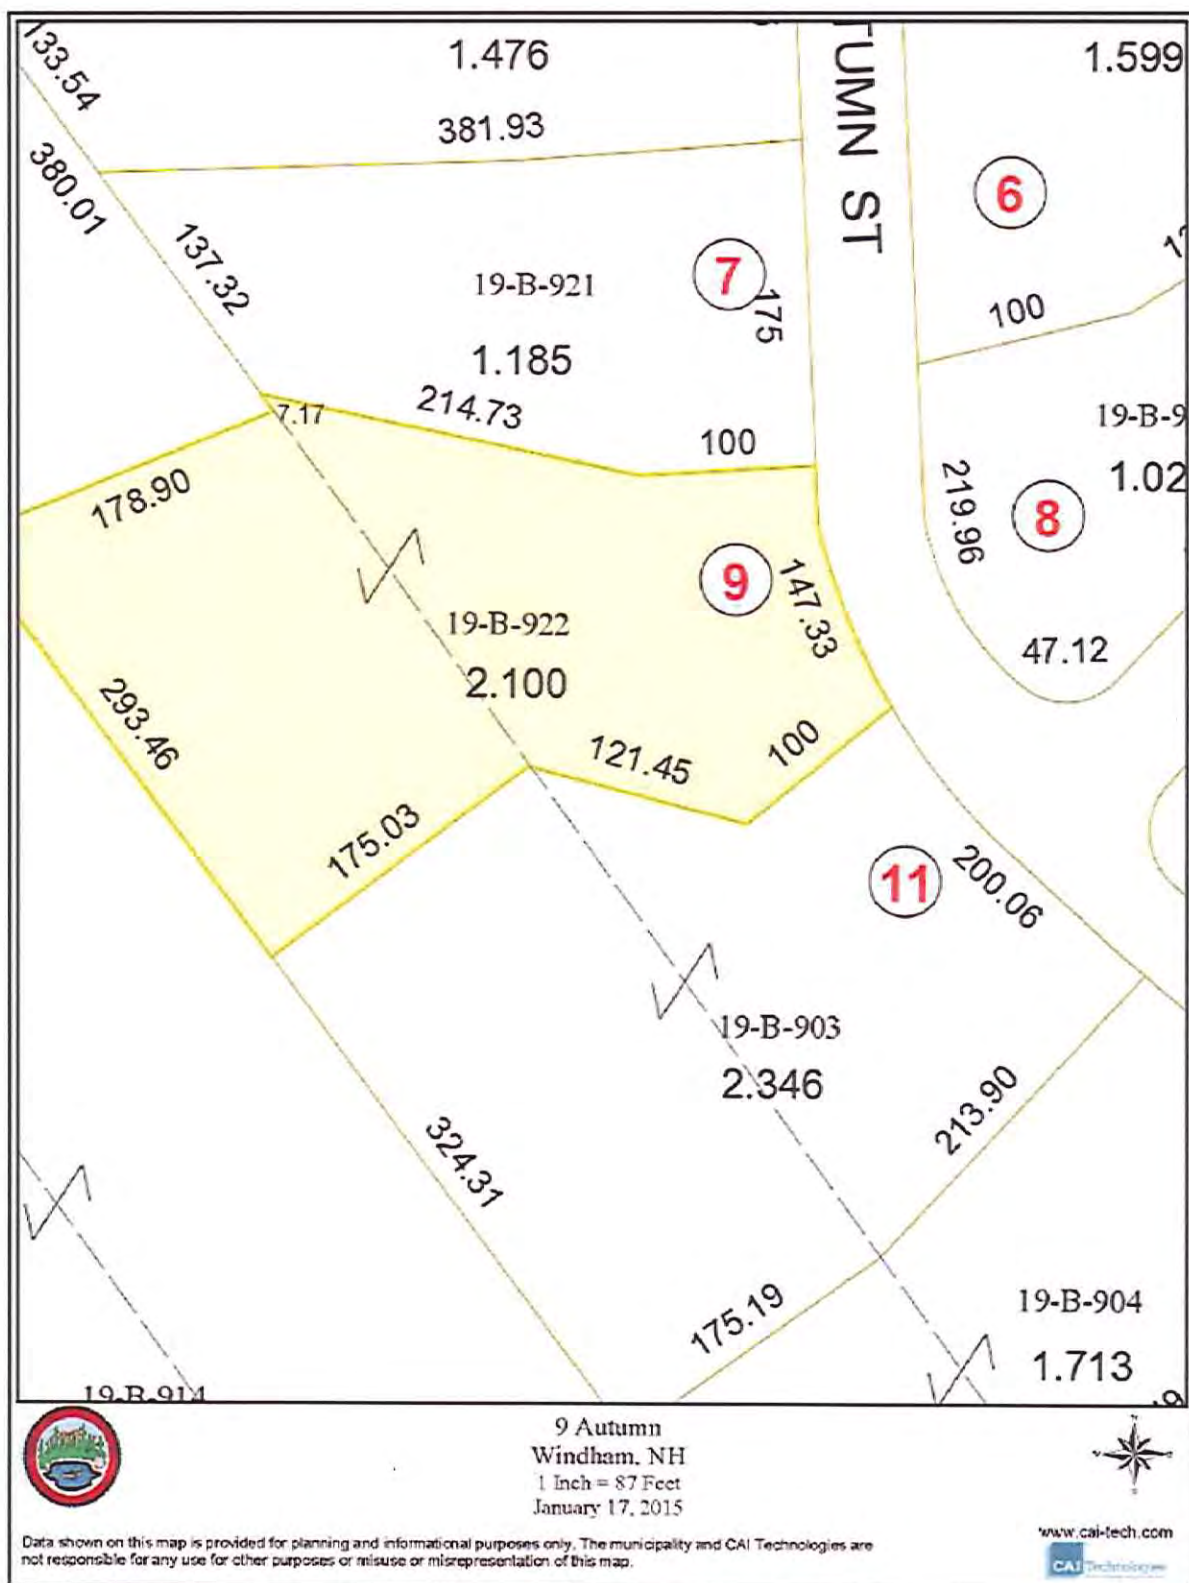 133.54
1.476
TUMN ST
1.599
381.93
380.01
6
137.32
19-B-921
7
175
100
1.185
214.73
7.17
100
19-B-9
1.02
178.90
219.96
8
9
147.33
19-B-922
47.12
2.100
293.46
121.45
100
175.03
11
200.06
19-B-903
2.346
213.90
324.31
175.19
19-B-904
1.713
19-B-914
9 Autumn
Windham, NH
1 Inch = 87 Feet
January 17, 2015
Data shown on this map is provided for planning and informational purposes only. The municipality and CAI Technologies are
not responsible for any use for other purposes or misuse or misrepresentation of this map.
www.cai-tech.com
CAI Technologies